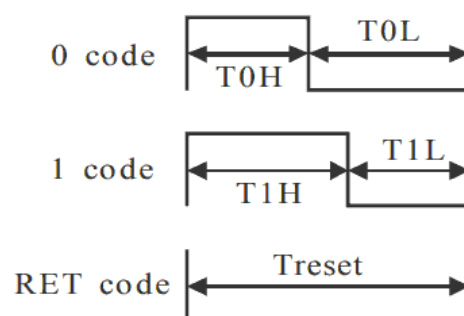 T0L
0 code
T0H
T1L
1 code
T1H
Treset
RET code